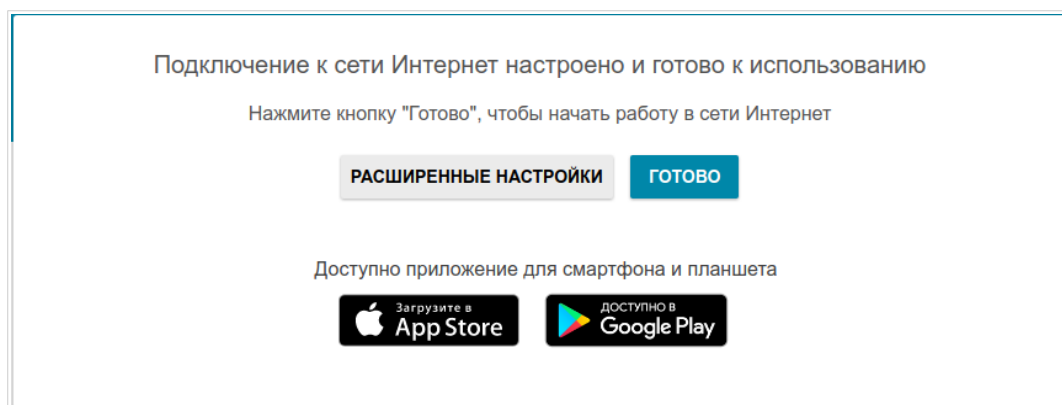 Подключение к сети Интернет настроено и готово к использованию
Нажмите кнопку "Готово", чтобы начать работу в сети Интернет
РАСШИРЕННЫЕ НАСТРОЙКИ ГОТОВО
Доступно приложение для смартфона и планшета
Загрузите в
App Store
ДОСТУПНО В
Google Play